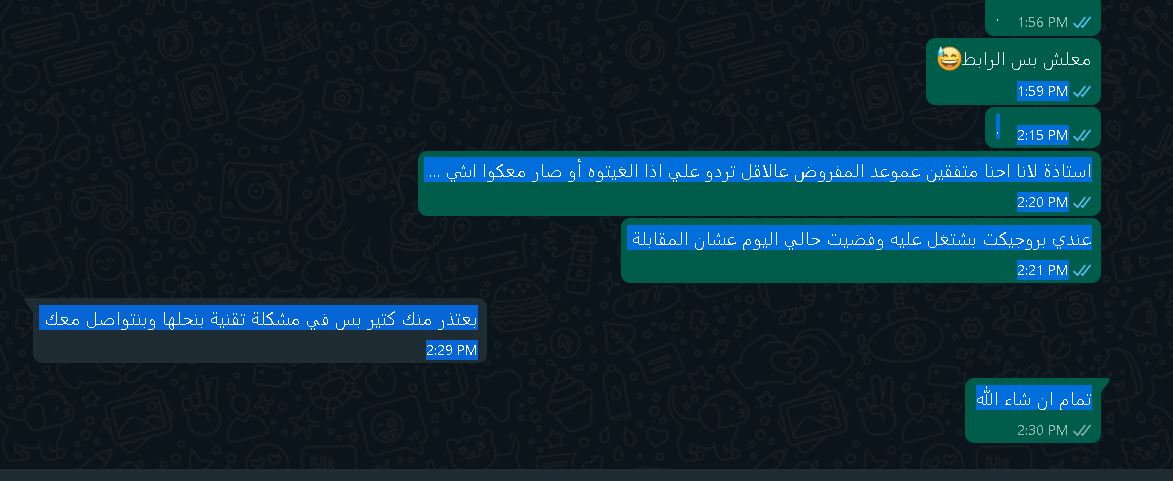 .
1:56 PM
معلش بس الرابط😅
1:59 PM
.
2:15 PM
استاذة لانا احنا متفقين عموعد المفروض عالاقل تردو علي اذا الغيتوه أو صار معكوا اشي ...
2:20 PM
عندي بروجيكت بشتغل عليه وفضيت حالي اليوم عشان المقابلة
2:21 PM
بعتذر منك كتير بس في مشكلة تقنية بنحلها وبنتواصل معك
2:29 PM
تمام ان شاء الله
2:30 PM